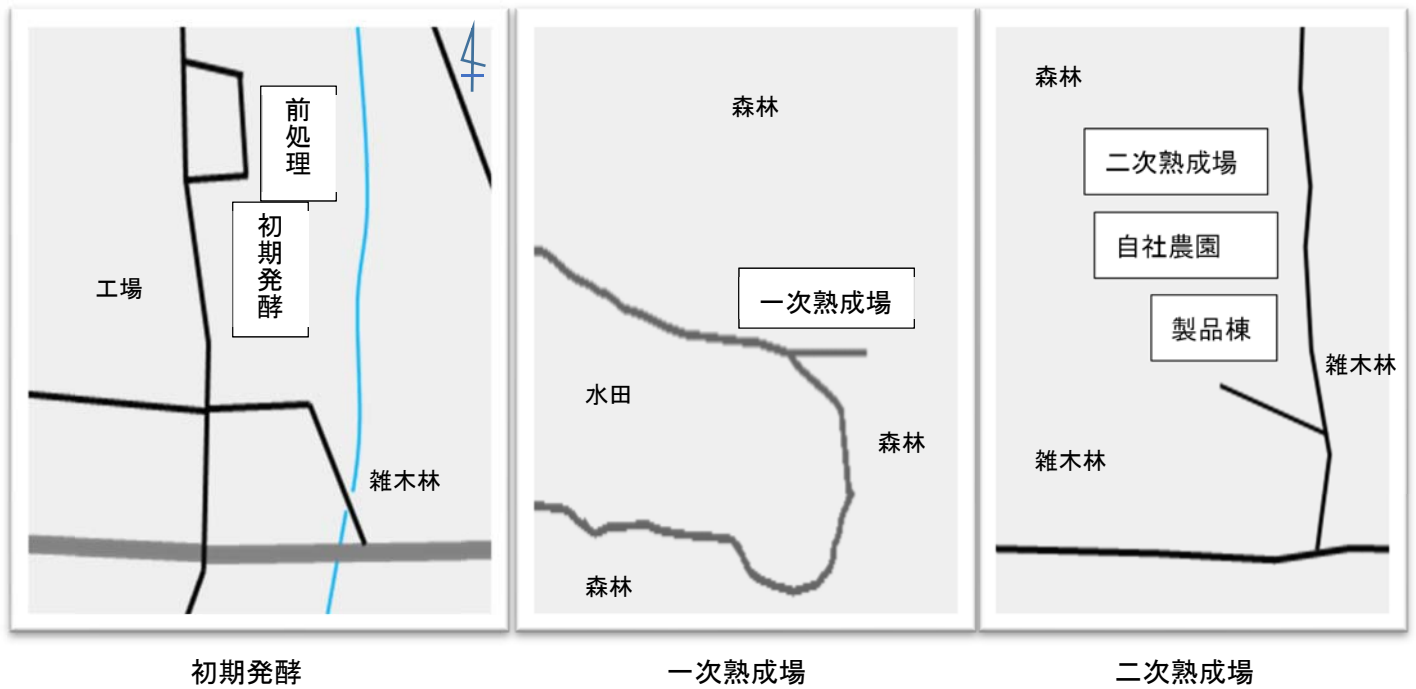 前処理
初期発酵
工場
雑木林
初期発酵
森林
一次熟成場
水田
森林
森林
一次熟成場
森林
二次熟成場
自社農園
製品棟
雑木林
雑木林
二次熟成場